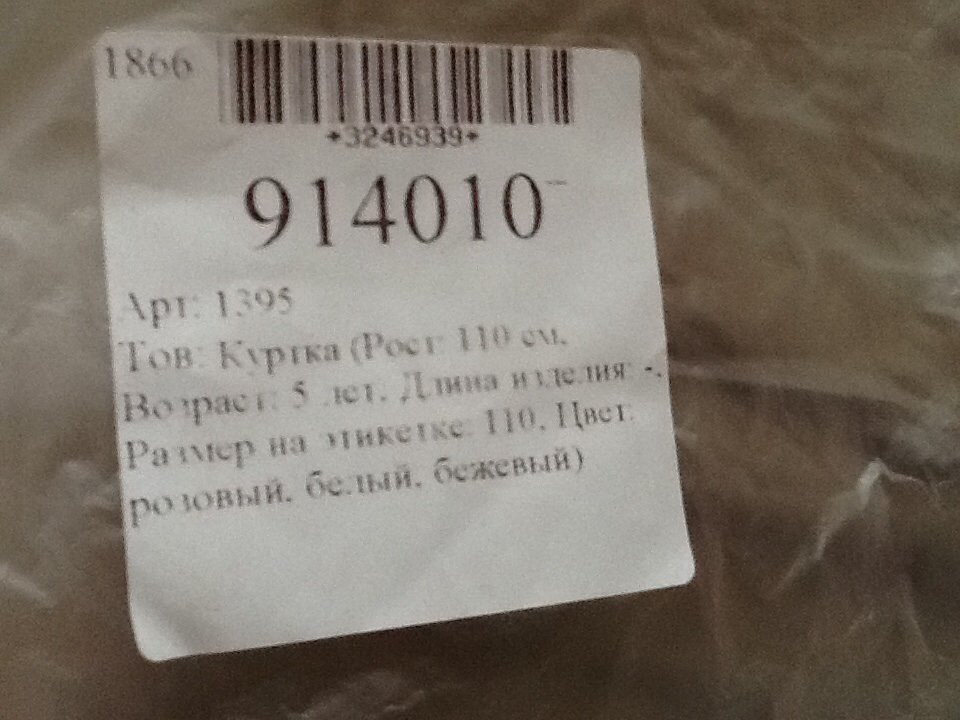 1866
*3246939*
914010
Арт: 1395
Тов: Куртка (Рост: 110 см,
Возраст: 5 лет, Длина изделия: -,
Размер на этикетке: 110, Цвет:
розовый, белый, бежевый)